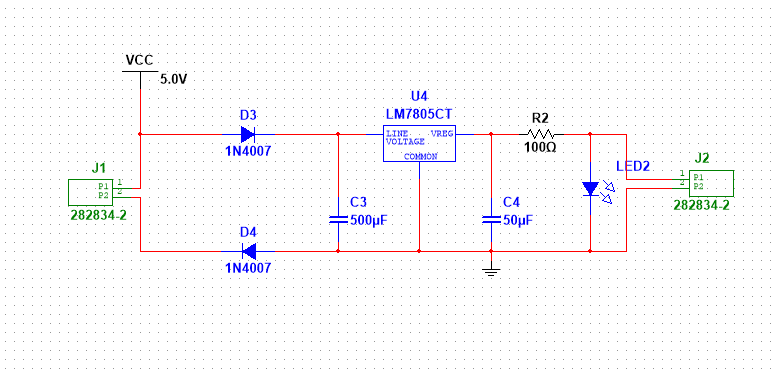 VCC
5.0V
D3
1N4007
U4
LM7805CT
LINE VREG
VOLTAGE
COMMON
R2
100Ω
J1
P1 1
P2 2
282834-2
C3
500µF
C4
50µF
LED2
J2
1 P1
2 P2
282834-2
D4
1N4007